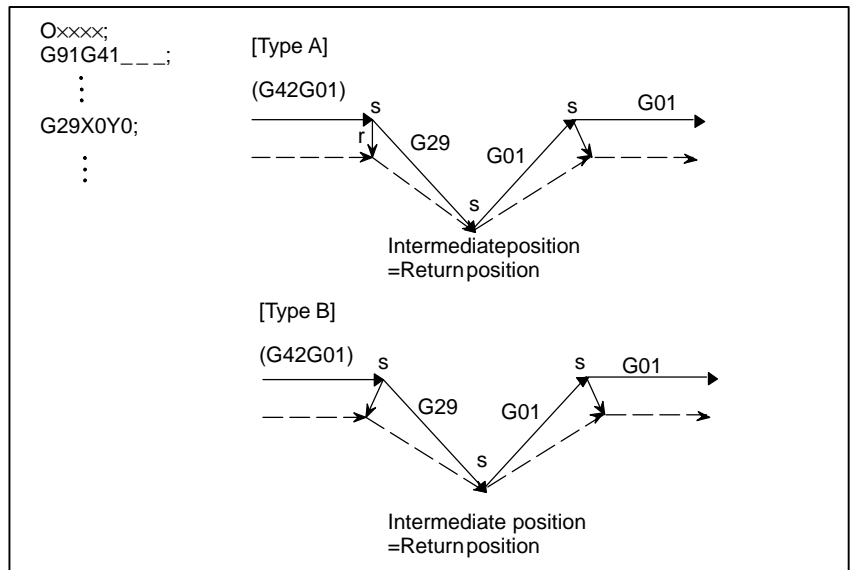 O××××;
G91G41_ _ _;
G29X0Y0;
[Type A]
(G42G01)
s
s
G01
r
G29
G01
s
Intermediateposition
=Returnposition
[Type B]
(G42G01)
s
s
G01
G29
G01
s
Intermediate position
=Returnposition